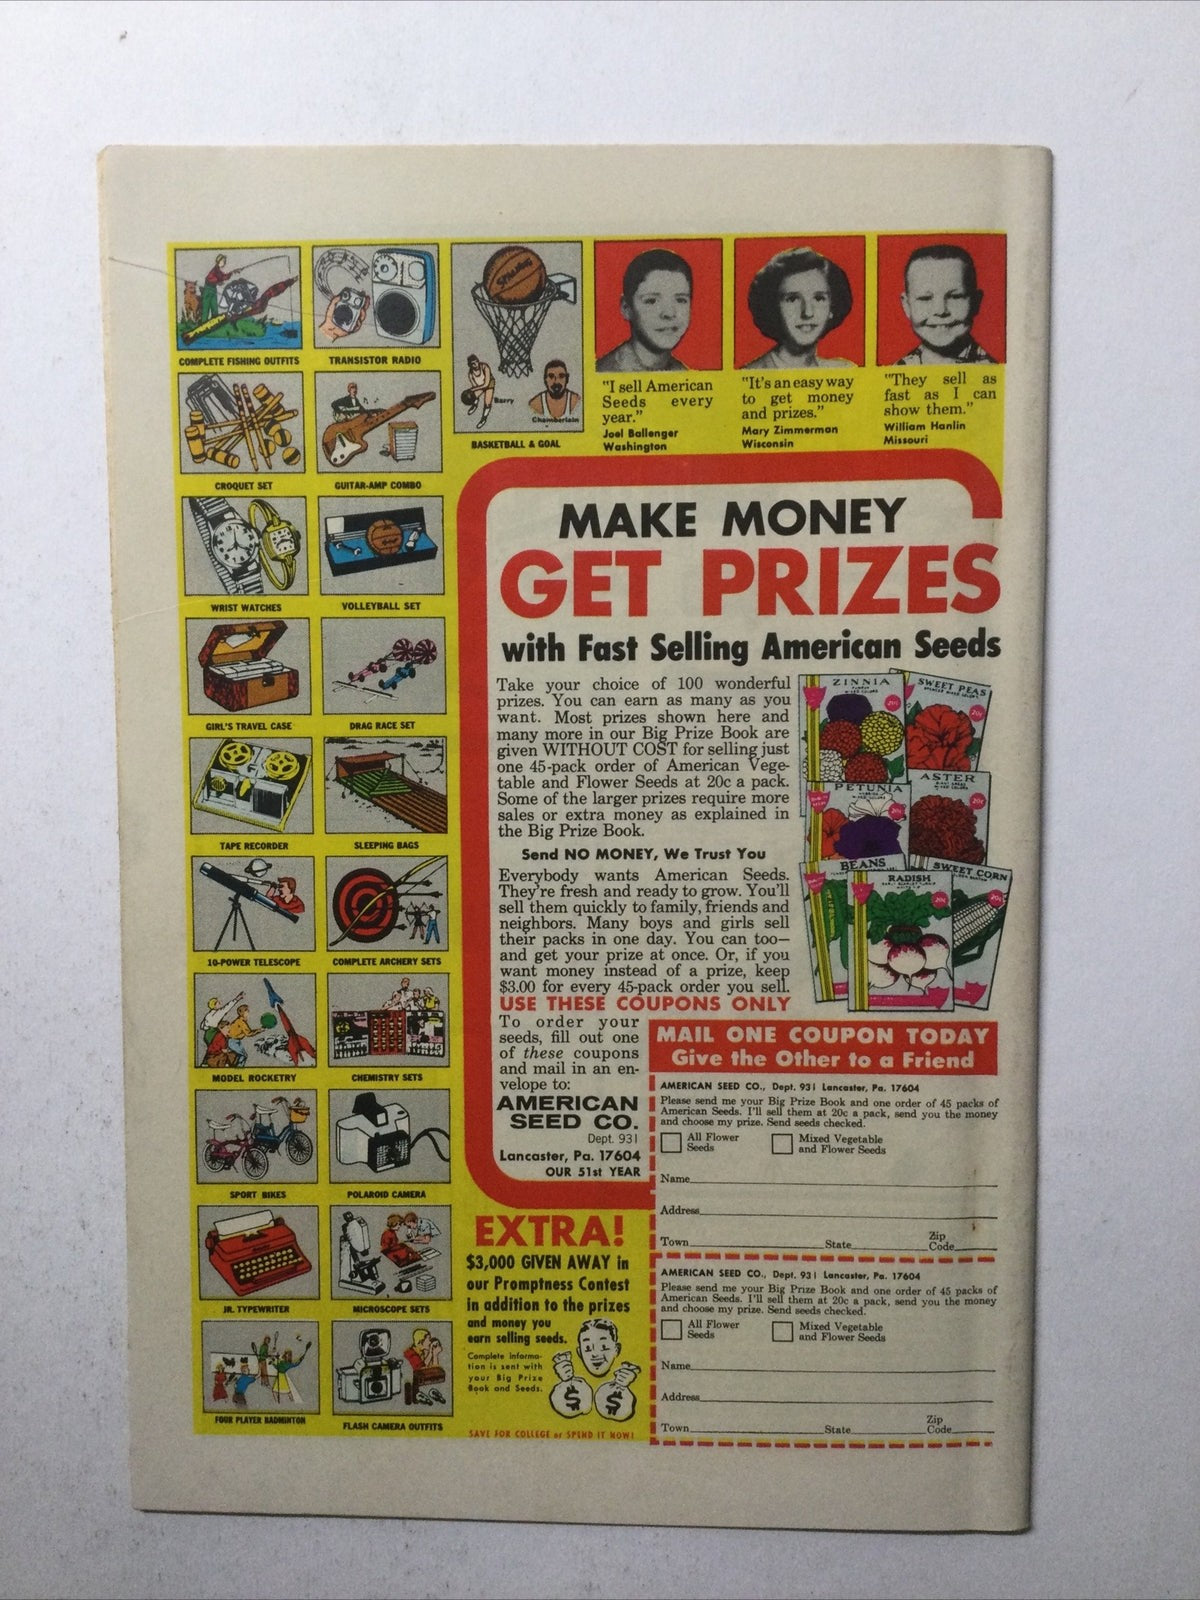 COMPLETE FISHING OUTFITS
TRANSISTOR RADIO
SPALDING
Barry
Chamberlain
BASKETBALL & GOAL
CROQUET SET
GUITAR-AMP COMBO
WRIST WATCHES
VOLLEYBALL SET
GIRL'S TRAVEL CASE
DRAG RACE SET
TAPE RECORDER
SLEEPING BAGS
10-POWER TELESCOPE
COMPLETE ARCHERY SETS
MODEL ROCKETRY
CHEMISTRY SETS
SPORT BIKES
POLAROID CAMERA
JR. TYPEWRITER
MICROSCOPE SETS
FOUR PLAYER BADMINTON
FLASH CAMERA OUTFITS
"I sell American
Seeds every
year."
Joel Ballenger
Washington
"It's an easy way
to get money
and prizes."
Mary Zimmerman
Wisconsin
"They sell as
fast as I can
show them."
William Hanlin
Missouri
MAKE MONEY
GET PRIZES
with Fast Selling American Seeds
Take your choice of 100 wonderful
prizes. You can earn as many as you
want. Most prizes shown here and
many more in our Big Prize Book are
given WITHOUT COST for selling just
one 45-pack order of American Vege-
table and Flower Seeds at 20c a pack.
Some of the larger prizes require more
sales or extra money as explained in
the Big Prize Book.
Send NO MONEY, We Trust You
Everybody wants American Seeds.
They're fresh and ready to grow. You'll
sell them quickly to family, friends and
neighbors. Many boys and girls sell
their packs in one day. You can too—
and get your prize at once. Or, if you
want money instead of a prize, keep
$3.00 for every 45-pack order you sell.
USE THESE COUPONS ONLY
To order your
seeds, fill out one
of these coupons
and mail in an en-
velope to:
AMERICAN
SEED CO.
Dept. 931
Lancaster, Pa. 17604
OUR 51st YEAR
ZINNIA
20¢
SWEET PEAS
20¢
PETUNIA
20¢
ASTER
20¢
BEANS
RADISH
20¢
SWEET CORN
20¢
MAIL ONE COUPON TODAY
Give the Other to a Friend
AMERICAN SEED CO., Dept. 931 Lancaster, Pa. 17604
Please send me your Big Prize Book and one order of 45 packs of
American Seeds. I'll sell them at 20c a pack, send you the money
and choose my prize. Send seeds checked.
All Flower
Seeds
Mixed Vegetable
and Flower Seeds
Name
Address
Town State Zip
Code
AMERICAN SEED CO., Dept. 931 Lancaster, Pa. 17604
Please send me your Big Prize Book and one order of 45 packs of
American Seeds. I'll sell them at 20c a pack, send you the money
and choose my prize. Send seeds checked.
All Flower
Seeds
Mixed Vegetable
and Flower Seeds
Name
Address
Town State Zip
Code
EXTRA!
$3,000 GIVEN AWAY in
our Promptness Contest
in addition to the prizes
and money you
earn selling seeds.
Complete informa-
tion is sent with
your Big Prize
Book and Seeds.
$ $
SAVE FOR COLLEGE or SPEND IT NOW!